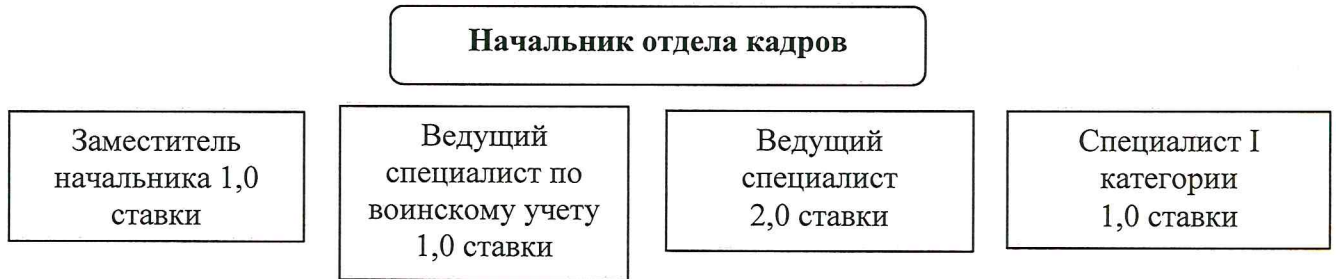 Начальник отдела кадров
Заместитель
начальника 1,0
ставки
Ведущий
специалист по
воинскому учету
1,0 ставки
Ведущий
специалист
2,0 ставки
Специалист I
категории
1,0 ставки